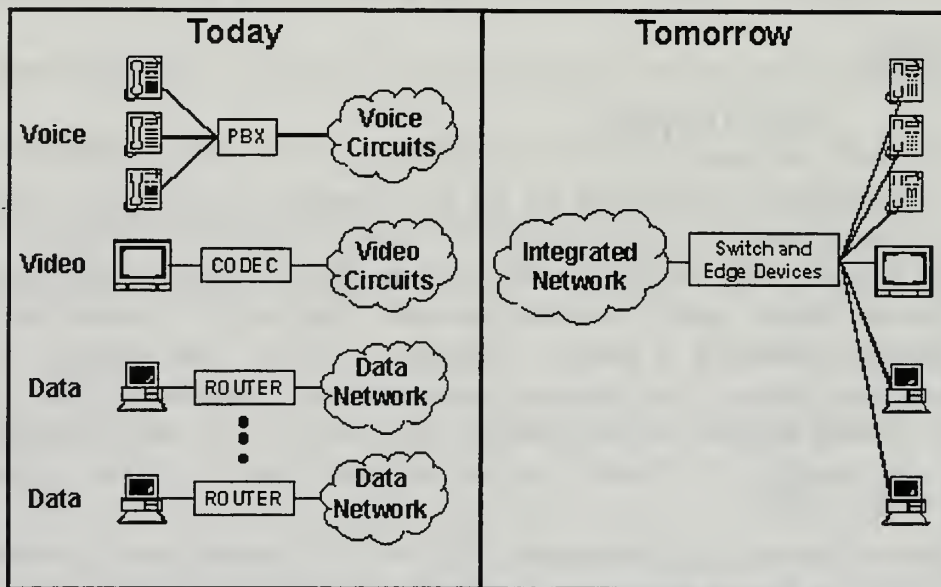 Today
Voice
PBX
Voice
Circuits
Video
CODEC
Video
Circuits
Data
ROUTER
Data
Network
Data
ROUTER
Data
Network
Tomorrow
Integrated
Network
Switch and
Edge Devices